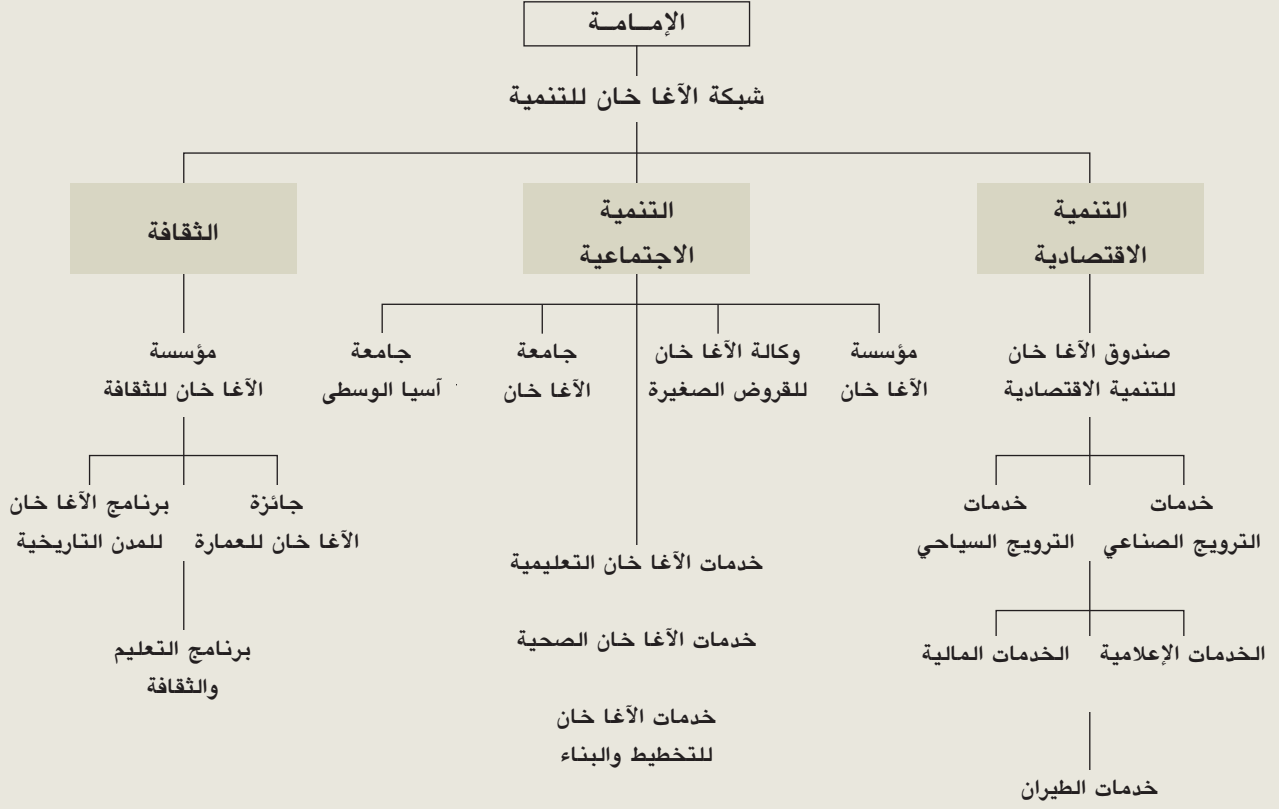 الإمـامـة
شبكة الآغا خان للتنمية
التنمية
الاقتصادية
التنمية
الاجتماعية
الثقافة
صندوق الآغا خان
للتنمية الاقتصادية
مؤسسة
الآغا خان
وكالة الآغا خان
للقروض الصغيرة
جامعة
الآغا خان
جامعة
آسيا الوسطى
مؤسسة
الآغا خان للثقافة
خدمات
الترويج الصناعي
خدمات
الترويج السياحي
جائزة
الآغا خان للعمارة
برنامج الآغا خان
للمدن التاريخية
خدمات الآغا خان التعليمية
خدمات الآغا خان الصحية
خدمات الآغا خان
للتخطيط والبناء
الخدمات الإعلامية
الخدمات المالية
برنامج التعليم
والثقافة
خدمات الطيران